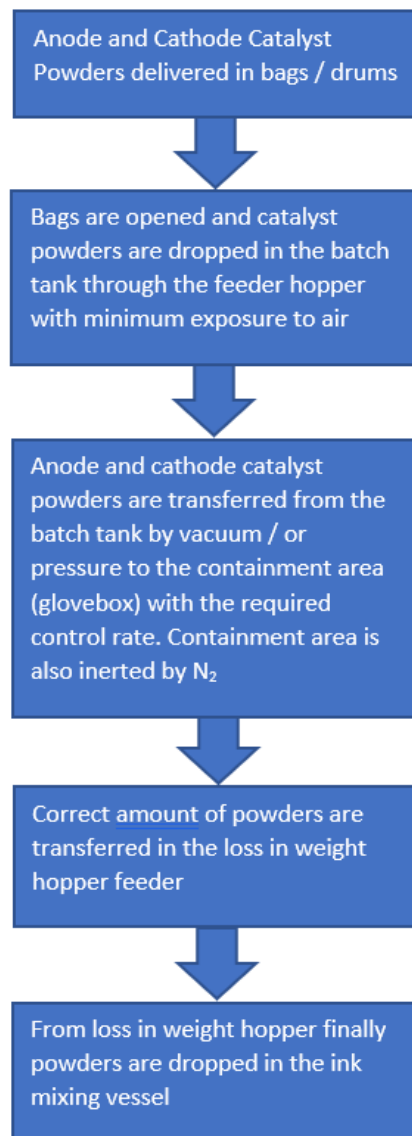 Anode and Cathode Catalyst
Powders delivered in bags / drums
Bags are opened and catalyst
powders are dropped in the batch
tank through the feeder hopper
with minimum exposure to air
Anode and cathode catalyst
powders are transferred from the
batch tank by vacuum / or
pressure to the containment area
(glovebox) with the required
control rate. Containment area is
also inerted by N₂
Correct amount of powders are
transferred in the loss in weight
hopper feeder
From loss in weight hopper finally
powders are dropped in the ink
mixing vessel